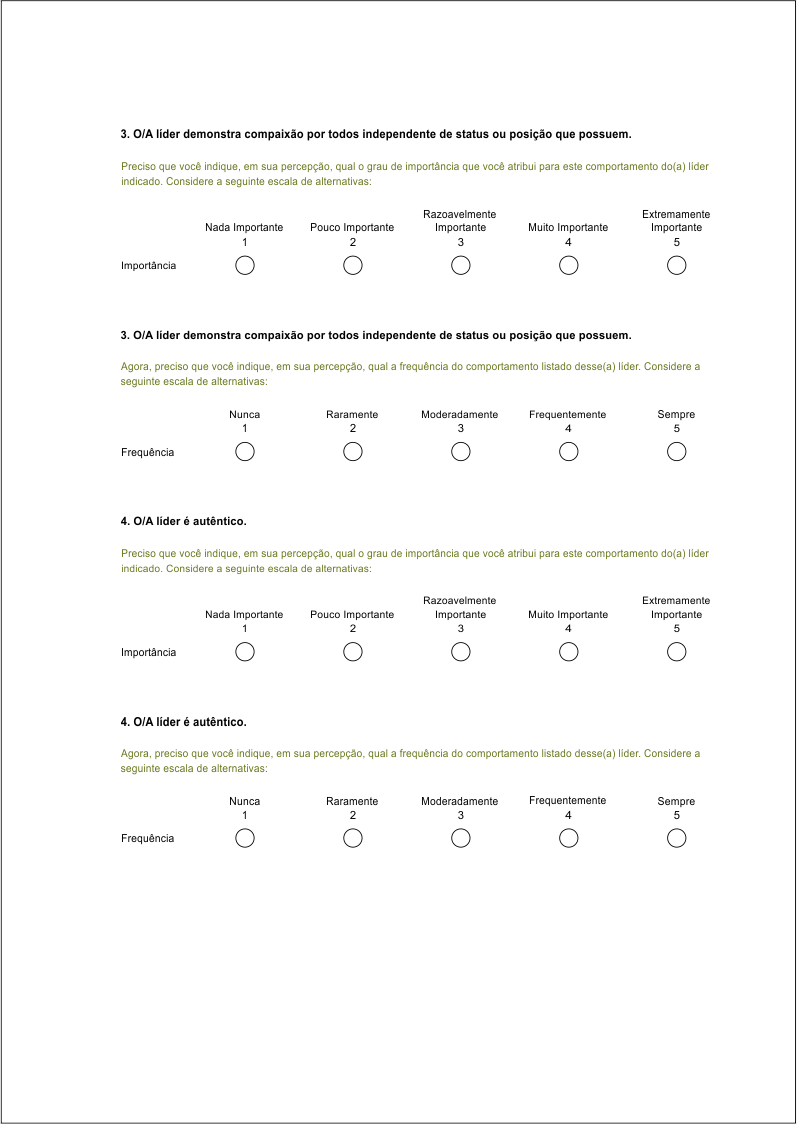 3. O/A líder demonstra compaixão por todos independente de status ou posição que possuem.
Preciso que você indique, em sua percepção, qual o grau de importância que você atribui para este comportamento do(a) líder
indicado. Considere a seguinte escala de alternativas:
Razoavelmente Extremamente
Nada Importante Pouco Importante Importante Muito Importante Importante
1 2 3 4 5
Importância
3. O/A líder demonstra compaixão por todos independente de status ou posição que possuem.
Agora, preciso que você indique, em sua percepção, qual a frequência do comportamento listado desse(a) líder. Considere a
seguinte escala de alternativas:
Nunca Raramente Moderadamente Frequentemente Sempre
1 2 3 4 5
Frequência
4. O/A líder é autêntico.
Preciso que você indique, em sua percepção, qual o grau de importância que você atribui para este comportamento do(a) líder
indicado. Considere a seguinte escala de alternativas:
Razoavelmente Extremamente
Nada Importante Pouco Importante Importante Muito Importante Importante
1 2 3 4 5
Importância
4. O/A líder é autêntico.
Agora, preciso que você indique, em sua percepção, qual a frequência do comportamento listado desse(a) líder. Considere a
seguinte escala de alternativas:
Nunca Raramente Moderadamente Frequentemente Sempre
1 2 3 4 5
Frequência